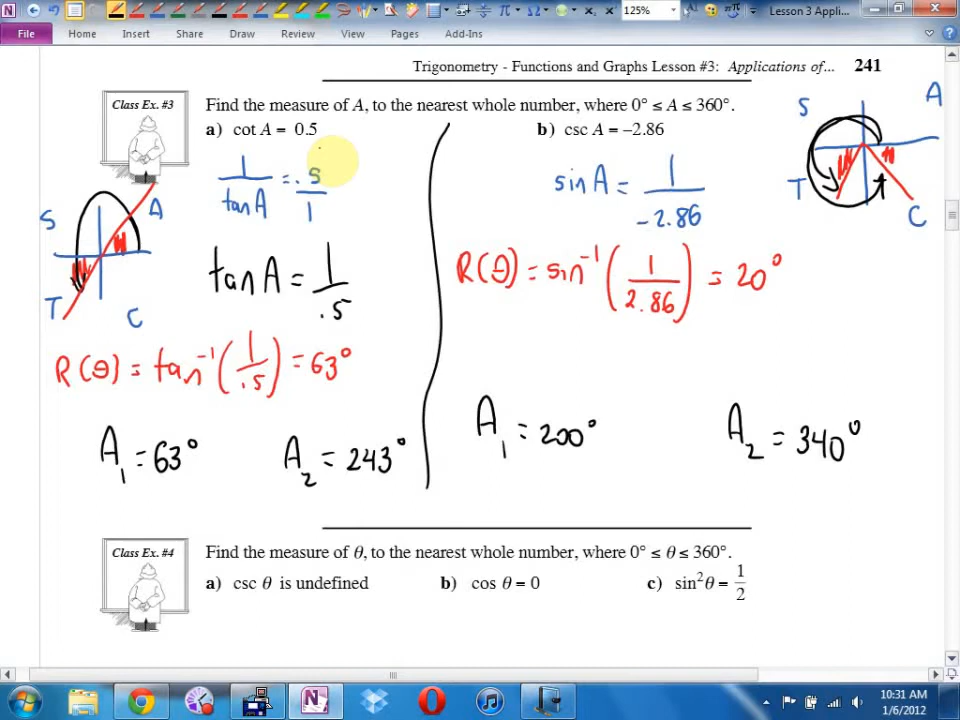 125%
Lesson 3 Appli...
File Home Insert Share Draw Review View Pages Add-Ins
Trigonometry - Functions and Graphs Lesson #3: Applications of... 241
Class Ex. #3
Find the measure of A, to the nearest whole number, where 0° ≤ A ≤ 360°.
a) cot A = 0.5
b) csc A = –2.86
1/tan A = .5/1
S A
T C
tan A = 1/.5
R(θ) = tan⁻¹(1/.5) = 63°
A₁ = 63° A₂ = 243°
sin A = 1/-2.86
S A
T C
R(θ) = sin⁻¹(1/2.86) = 20°
A₁ = 200° A₂ = 340°
Class Ex. #4
Find the measure of θ, to the nearest whole number, where 0° ≤ θ ≤ 360°.
a) csc θ is undefined b) cos θ = 0 c) sin²θ = 1/2
10:31 AM
1/6/2012